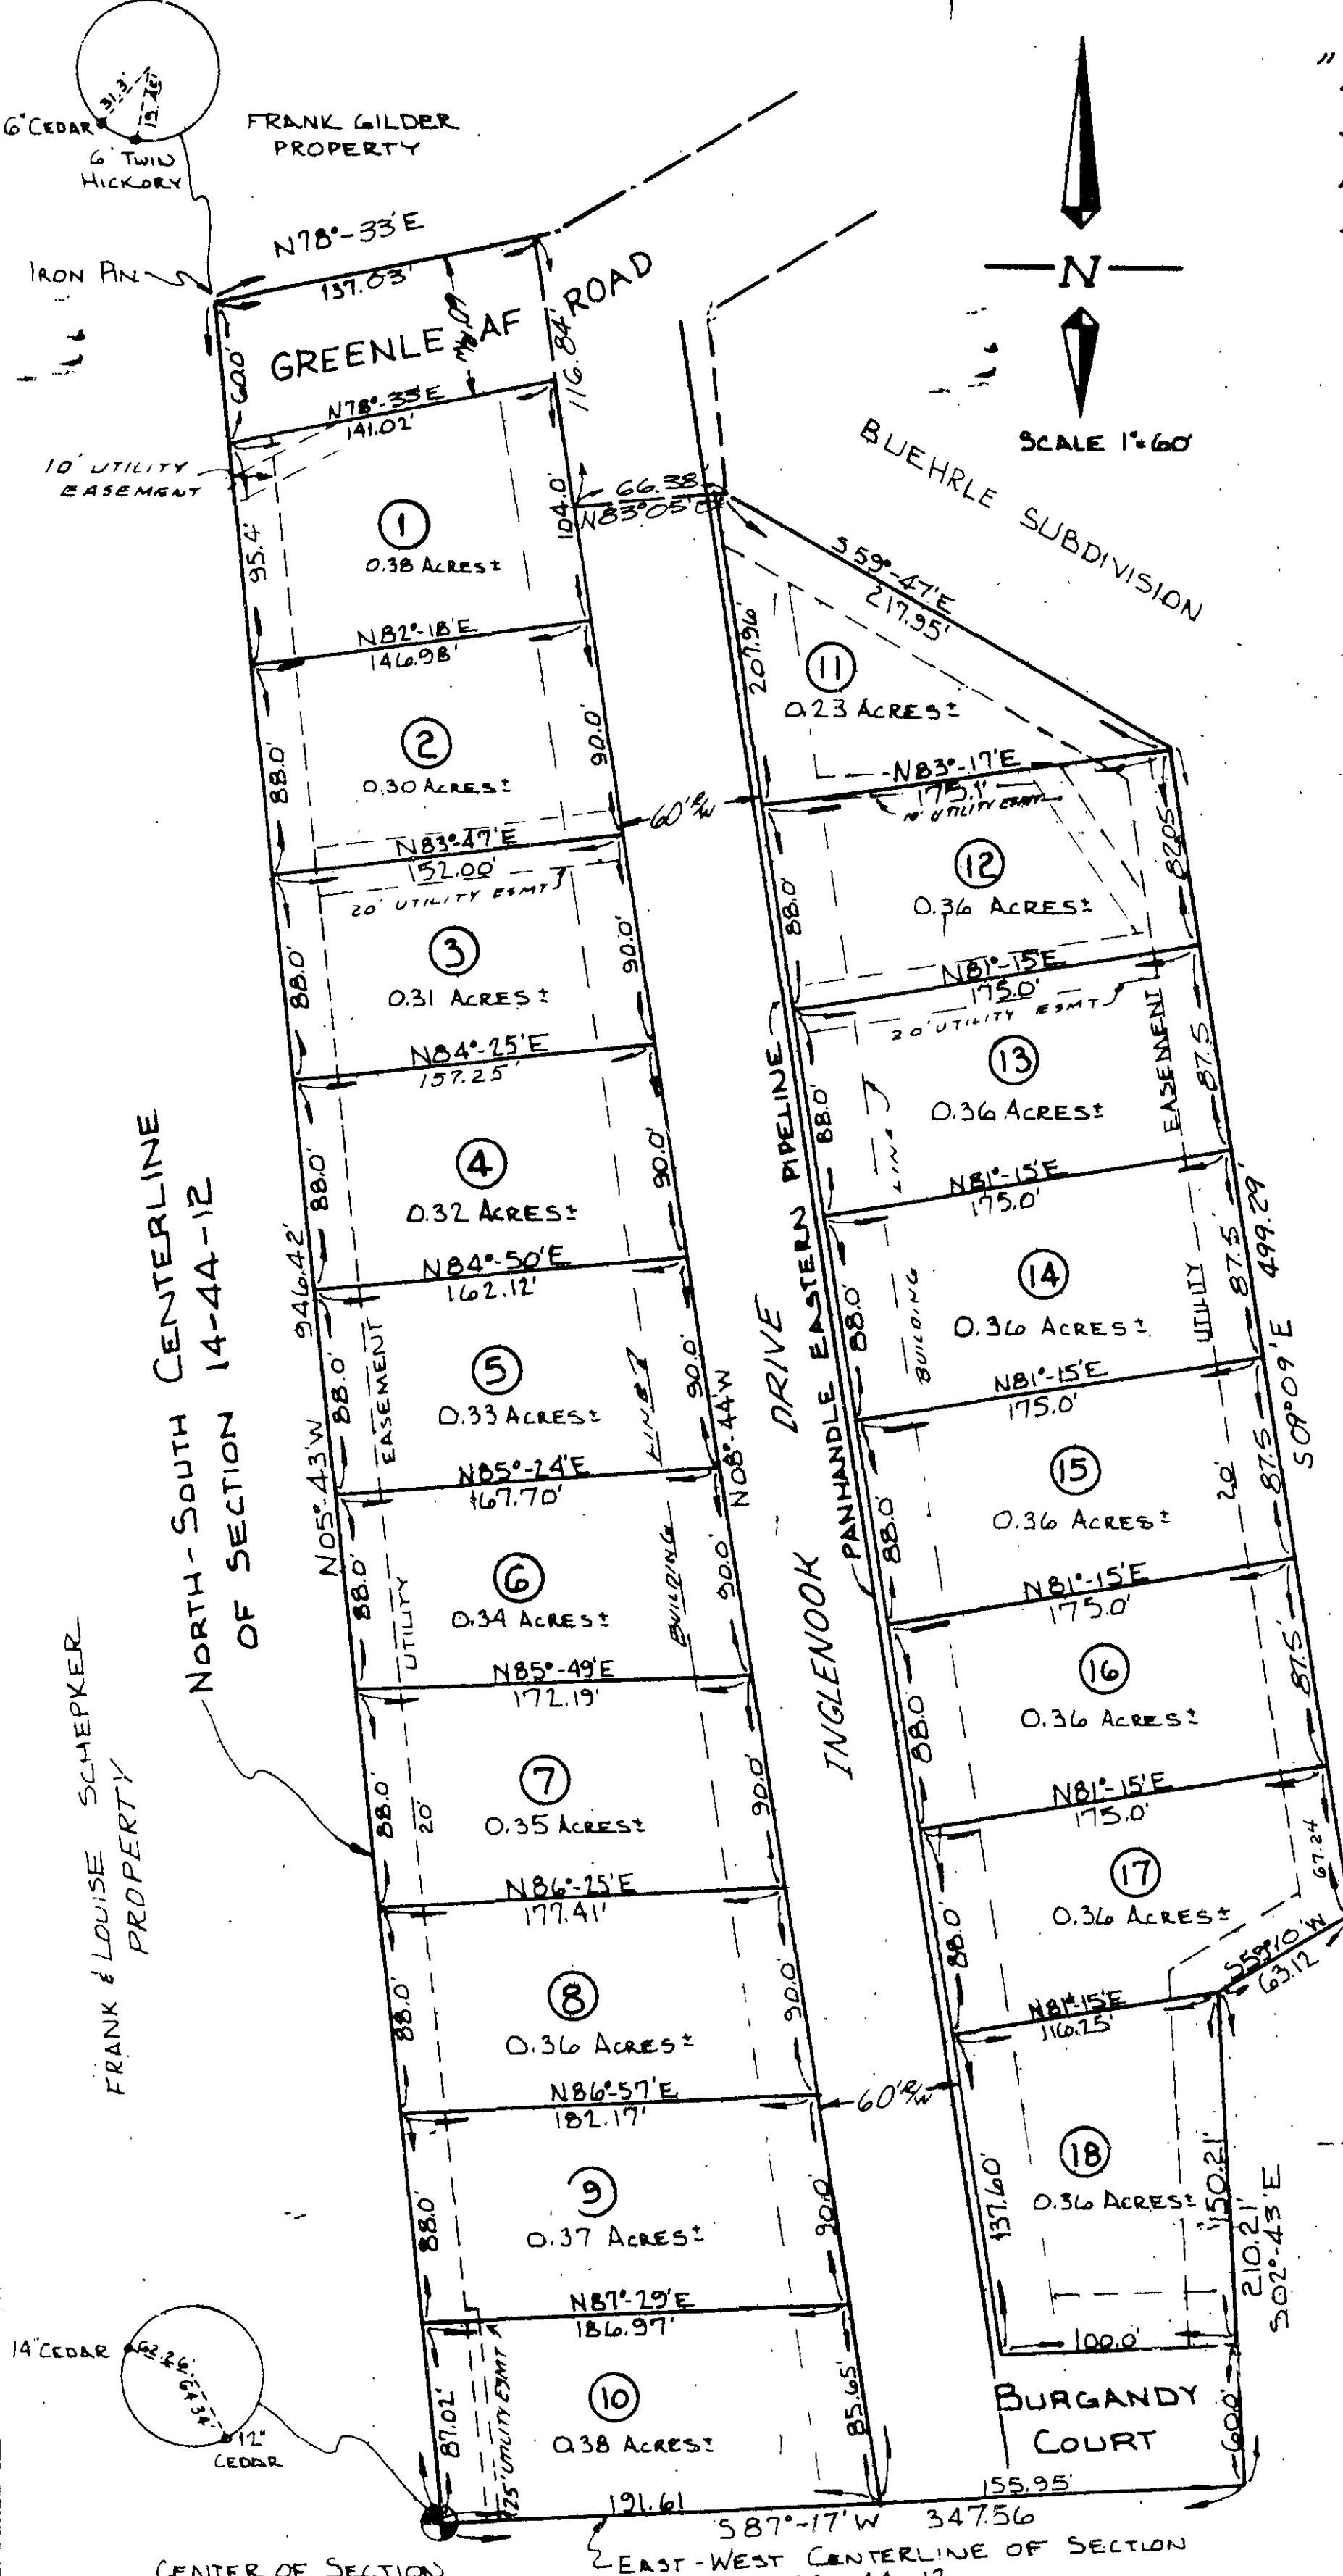 31.3'
6" CEDAR
6" TWIN
HICKORY
FRANK GILDER
PROPERTY
IRON PIN
N78°-33'E
137.03'
GREENLEAF ROAD
60.0'
116.84'
N78°-33'E
141.02'
10' UTILITY
EASEMENT
N
SCALE 1"=60'
BUEHRLE SUBDIVISION
66.38'
N83°05'E
1
0.38 ACRES±
95.4'
104.0'
N82°-18'E
146.98'
2
0.30 ACRES±
88.0'
90.0'
N83°-47'E
152.00'
20' UTILITY ESMT
60' R/W
3
0.31 ACRES±
88.0'
90.0'
N84°-25'E
157.25'
4
0.32 ACRES±
88.0'
90.0'
N84°-50'E
162.12'
5
0.33 ACRES±
88.0'
90.0'
EASEMENT
LINE
N85°-24'E
167.70'
6
0.34 ACRES±
88.0'
90.0'
UTILITY
BUILDING
N85°-49'E
172.19'
7
0.35 ACRES±
88.0'
20'
90.0'
N86°-25'E
177.41'
8
0.36 ACRES±
88.0'
90.0'
N86°-57'E
182.17'
60' R/W
9
0.37 ACRES±
88.0'
90.0'
N87°-29'E
186.97'
10
0.38 ACRES±
87.02'
85.65'
25' UTILITY ESMT
191.61
946.42'
N05°-43'W
N08°-44'W
NORTH-SOUTH CENTERLINE
OF SECTION 14-44-12
FRANK & LOUISE SCHEPKER
PROPERTY
INGLENOOK DRIVE
PANHANDLE EASTERN PIPELINE
S59°-47'E
217.95'
207.96'
11
0.23 ACRES±
N83°-17'E
175.1'
10' UTILITY ESMT
12
0.36 ACRES±
88.0'
82.05
N81°-15'E
175.0'
20' UTILITY ESMT
13
0.36 ACRES±
88.0'
87.5
LINE
EASEMENT
N81°-15'E
175.0'
499.29'
S09°09'E
14
0.36 ACRES±
88.0'
87.5'
BUILDING
UTILITY
N81°-15'E
175.0'
15
0.36 ACRES±
88.0'
87.5
20'
N81°-15'E
175.0'
16
0.36 ACRES±
88.0'
87.5'
N81°-15'E
175.0'
17
0.36 ACRES±
88.0'
67.24
S59°10'W
63.12
N81°-15'E
116.25'
18
0.36 ACRES±
137.60'
150.21'
210.21'
S02°-43'E
100.0'
BURGANDY
COURT
60.0'
155.95'
S87°-17'W 347.56
14" CEDAR
62.26'
12"
CEDAR
CENTER OF SECTION
EAST-WEST CENTERLINE OF SECTION